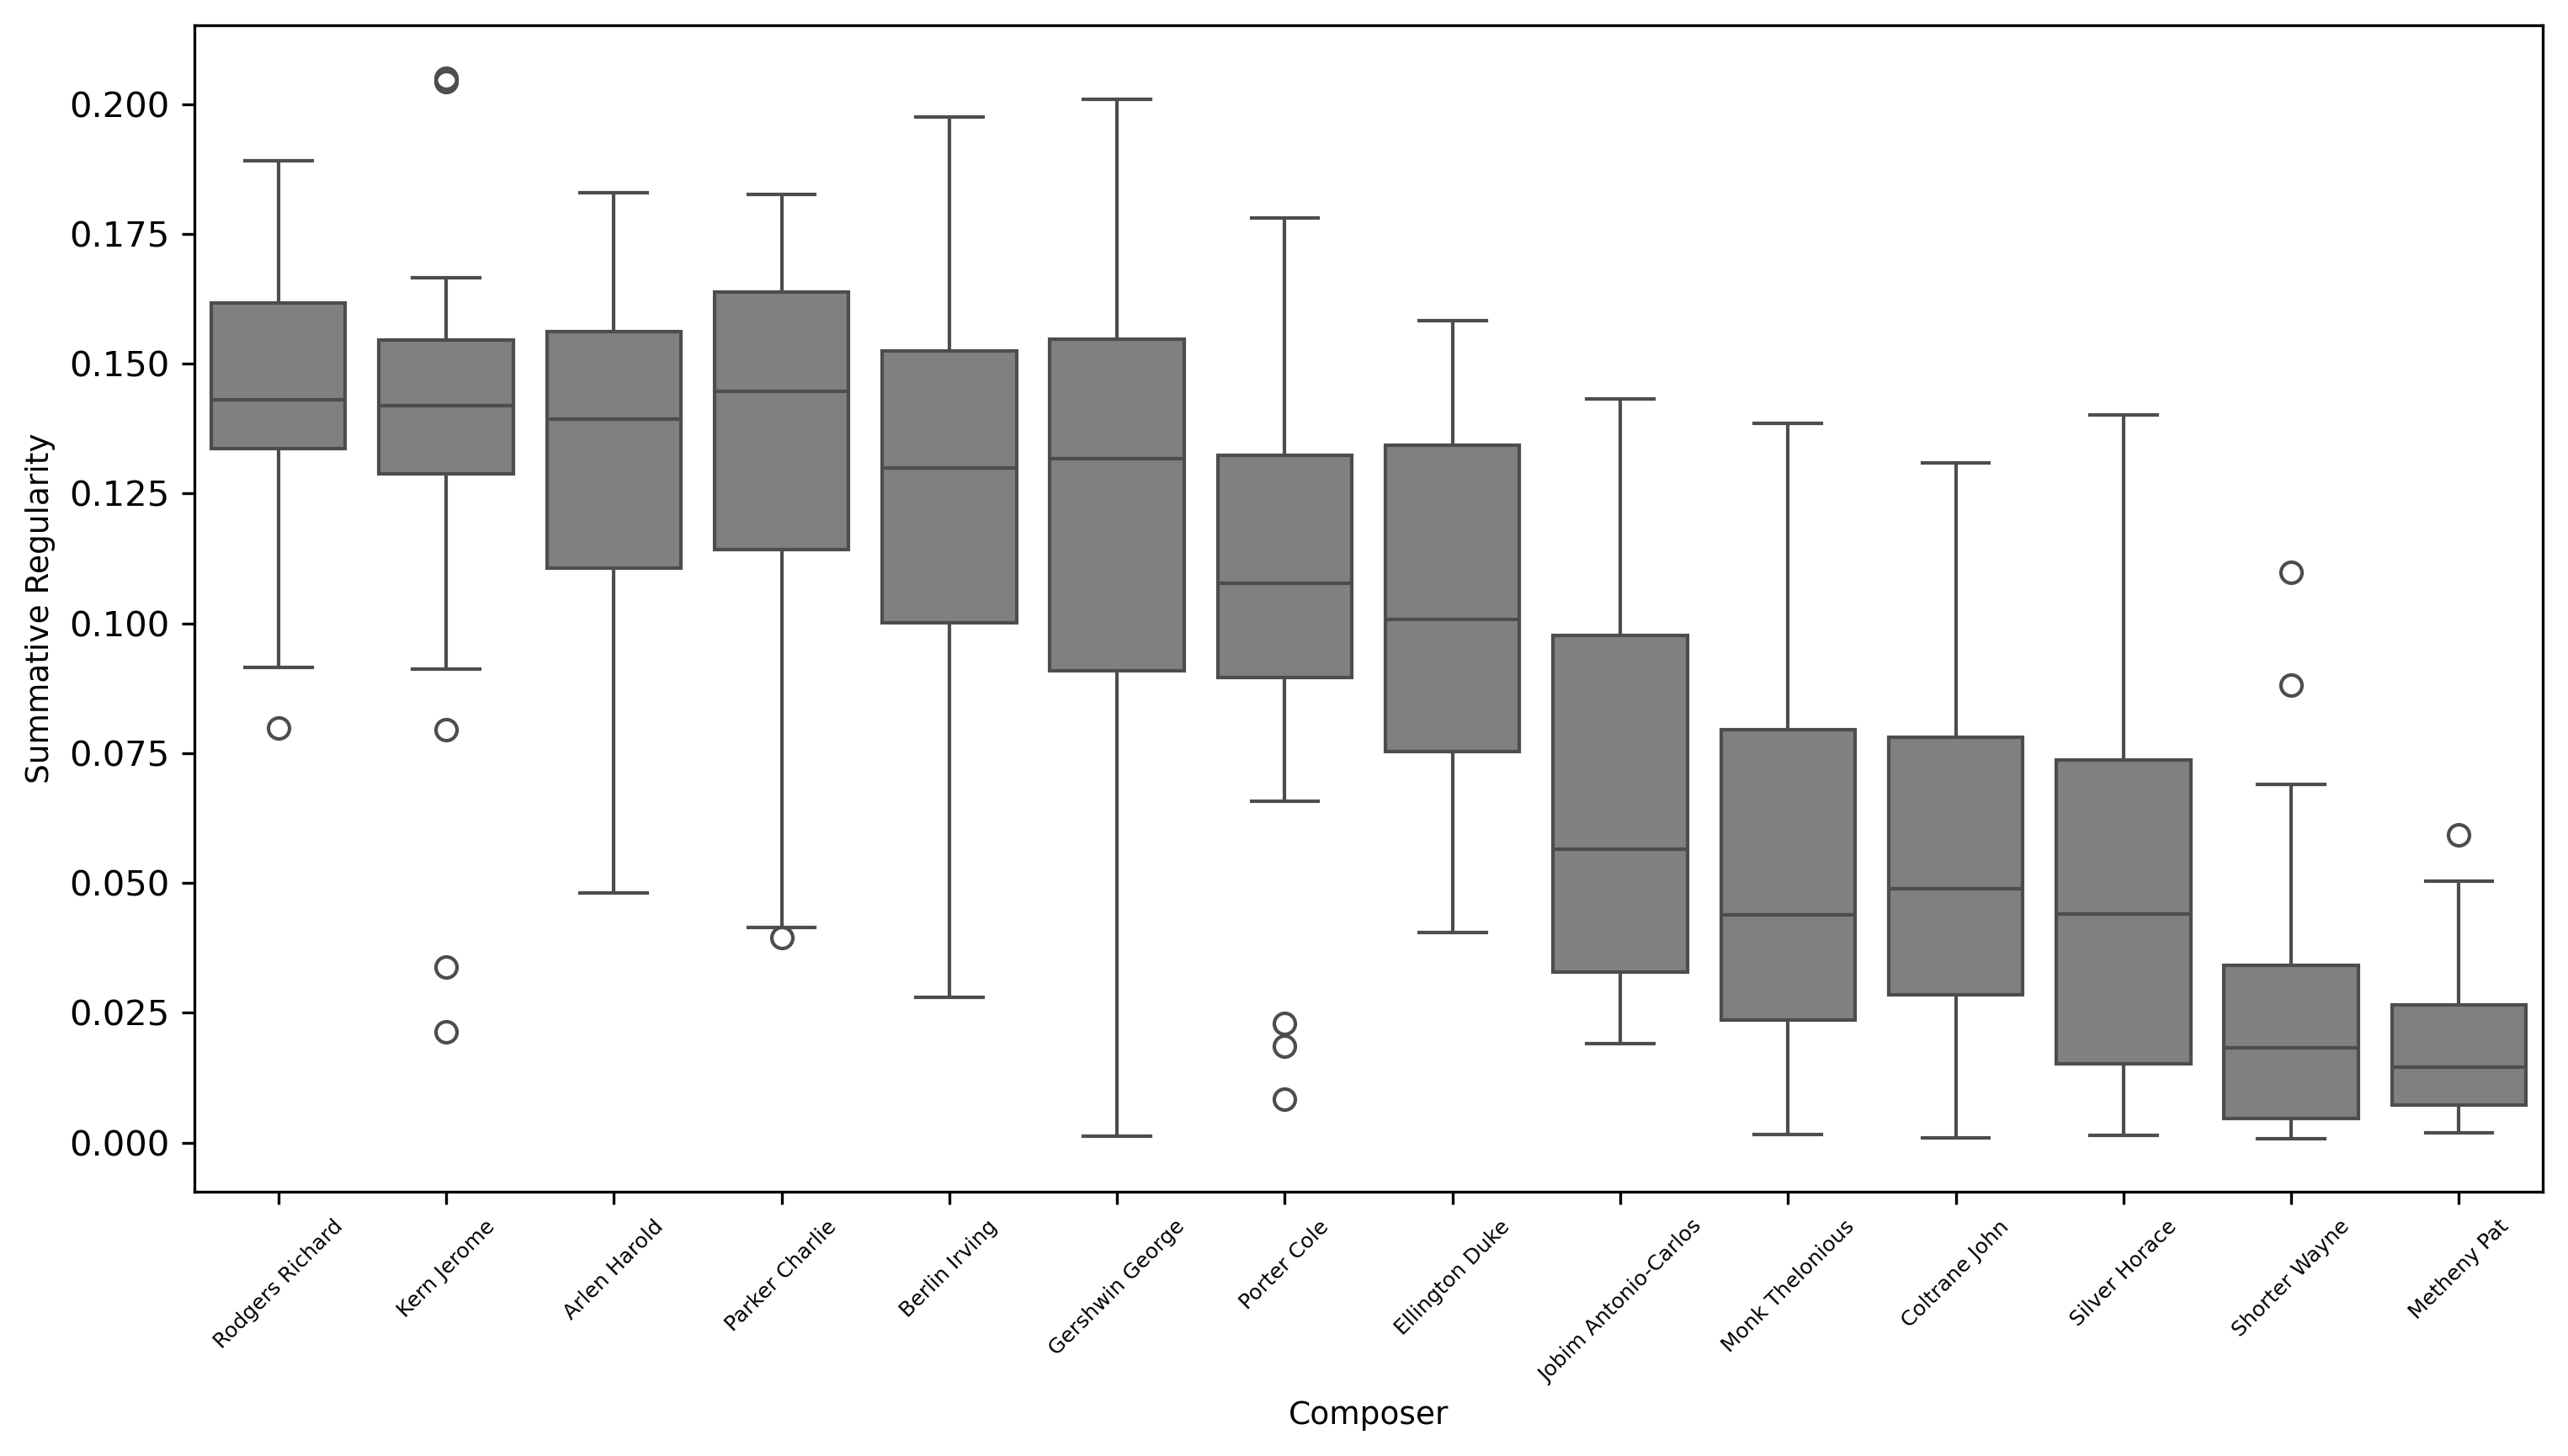 Summative Regularity
0.200
0.175
0.150
0.125
0.100
0.075
0.050
0.025
0.000
Rodgers Richard
Kern Jerome
Arlen Harold
Parker Charlie
Berlin Irving
Gershwin George
Porter Cole
Ellington Duke
Jobim Antonio-Carlos
Monk Thelonious
Coltrane John
Silver Horace
Shorter Wayne
Metheny Pat
Composer